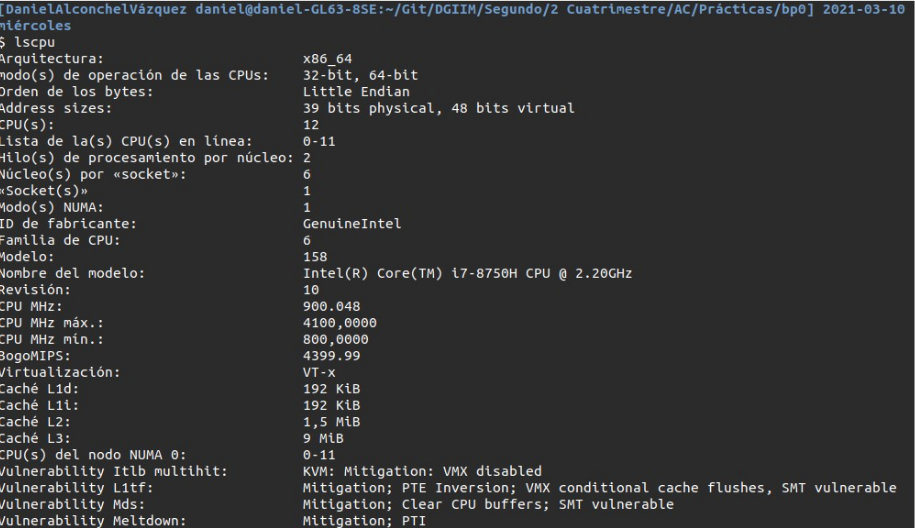 [DanielAlconchelVázquez daniel@daniel-GL63-8SE:~/Git/DGIIM/Segundo/2 Cuatrimestre/AC/Prácticas/bp0] 2021-03-10
miércoles
$ lscpu
Arquitectura: x86_64
modo(s) de operación de las CPUs: 32-bit, 64-bit
Orden de los bytes: Little Endian
Address sizes: 39 bits physical, 48 bits virtual
CPU(s): 12
Lista de la(s) CPU(s) en línea: 0-11
Hilo(s) de procesamiento por núcleo: 2
Núcleo(s) por «socket»: 6
«Socket(s)» 1
Modo(s) NUMA: 1
ID de fabricante: GenuineIntel
Familia de CPU: 6
Modelo: 158
Nombre del modelo: Intel(R) Core(TM) i7-8750H CPU @ 2.20GHz
Revisión: 10
CPU MHz: 900.048
CPU MHz máx.: 4100,0000
CPU MHz mín.: 800,0000
BogoMIPS: 4399.99
Virtualización: VT-x
Caché L1d: 192 KiB
Caché L1i: 192 KiB
Caché L2: 1,5 MiB
Caché L3: 9 MiB
CPU(s) del nodo NUMA 0: 0-11
Vulnerability Itlb multihit: KVM: Mitigation: VMX disabled
Vulnerability L1tf: Mitigation; PTE Inversion; VMX conditional cache flushes, SMT vulnerable
Vulnerability Mds: Mitigation; Clear CPU buffers; SMT vulnerable
Vulnerability Meltdown: Mitigation; PTI